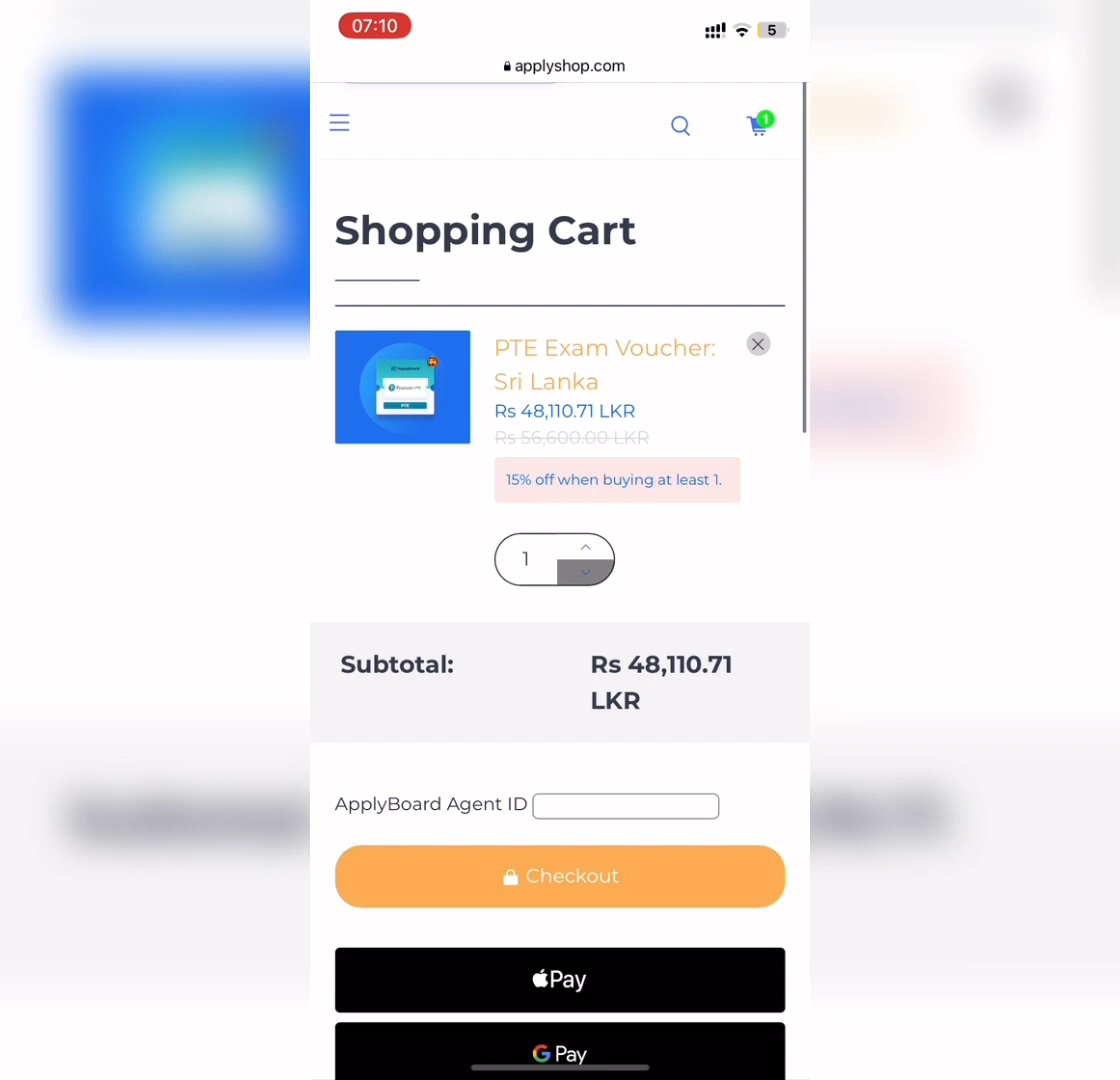 07:10
5
applyshop.com
1
Shopping Cart
PTE Exam Voucher:
Sri Lanka
Rs 48,110.71 LKR
Rs 56,600.00 LKR
15% off when buying at least 1.
1
Subtotal:
Rs 48,110.71
LKR
ApplyBoard Agent ID
Checkout
Pay
G Pay